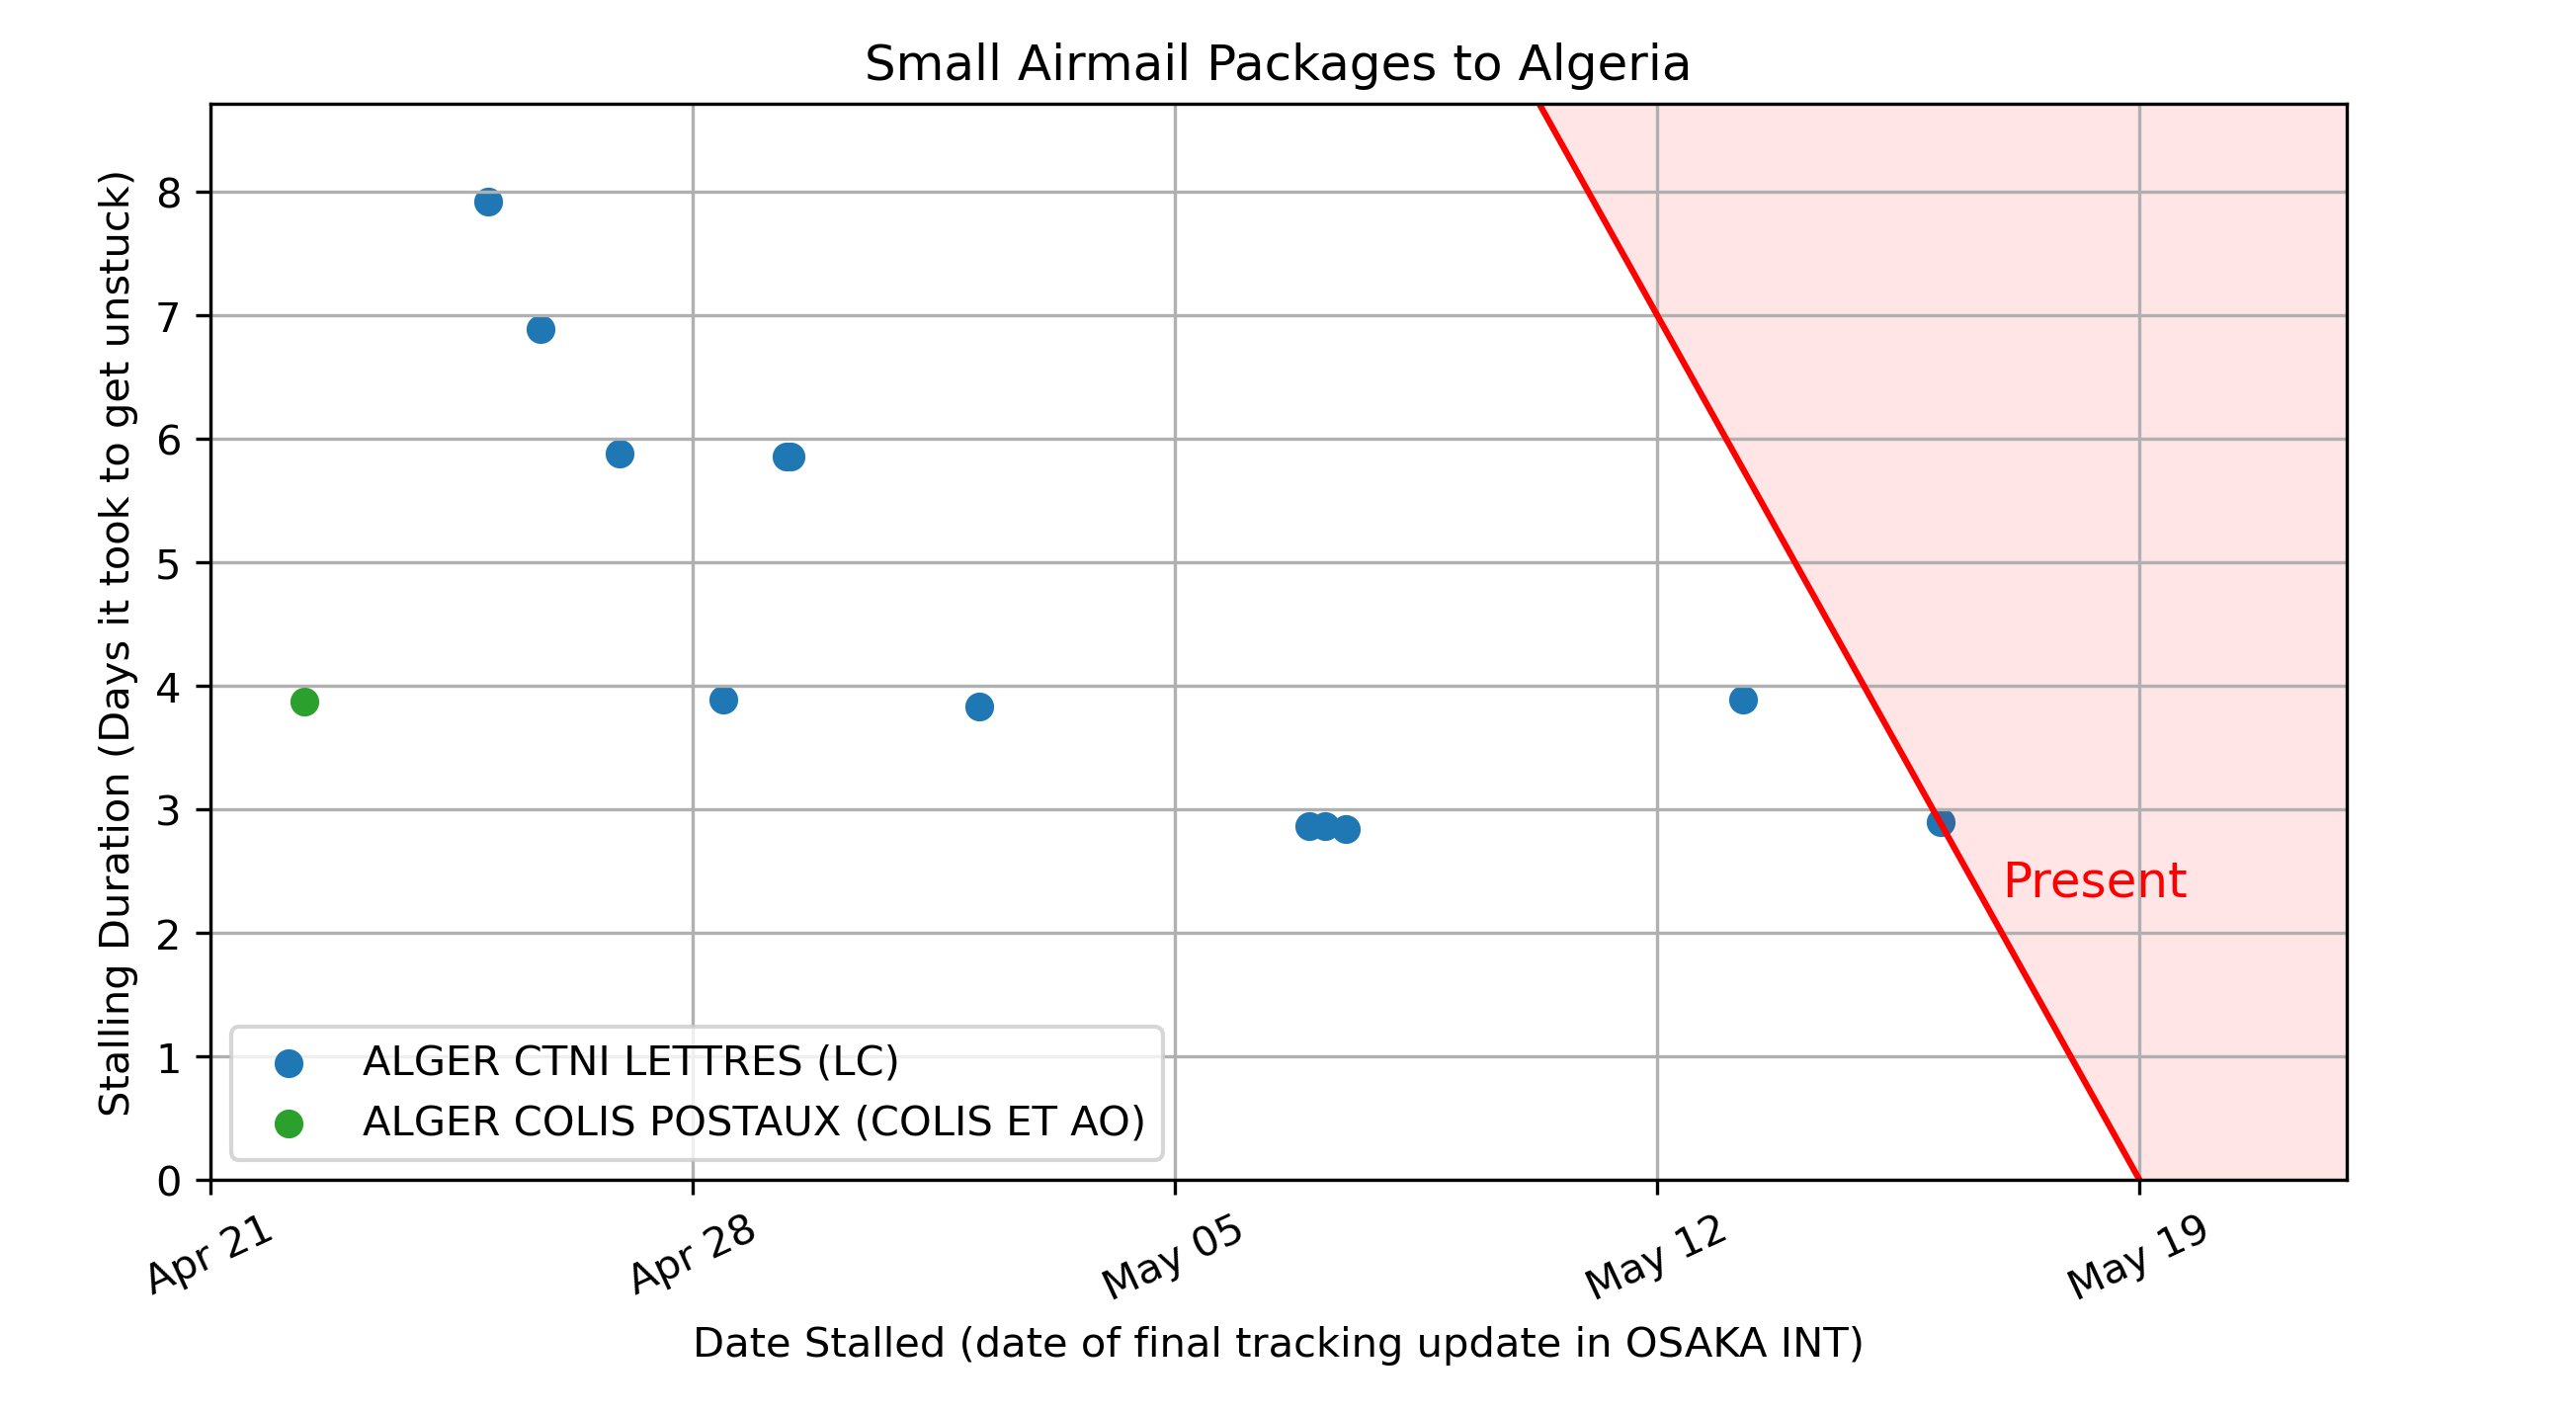 Small Airmail Packages to Algeria
Stalling Duration (Days it took to get unstuck)
8
7
6
5
4
3
2
1
0
Present
ALGER CTNI LETTRES (LC)
ALGER COLIS POSTAUX (COLIS ET AO)
Apr 21
Apr 28
May 05
May 12
May 19
Date Stalled (date of final tracking update in OSAKA INT)